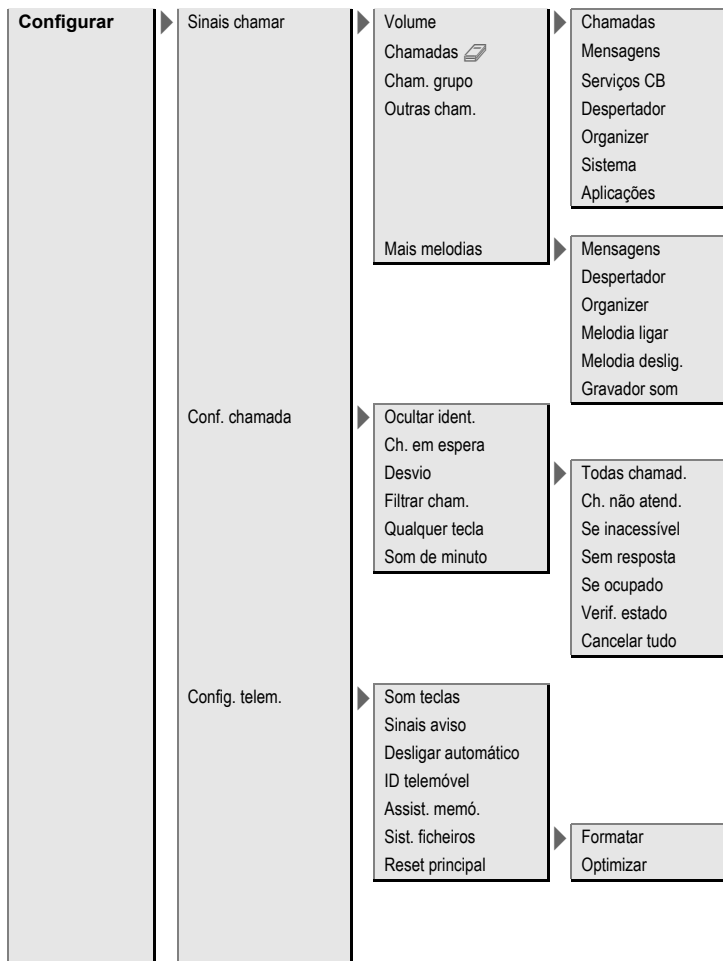 Configurar
Sinais chamar
Volume
Chamadas
Cham. grupo
Outras cham.
Mais melodias
Chamadas
Mensagens
Serviços CB
Despertador
Organizer
Sistema
Aplicações
Mensagens
Despertador
Organizer
Melodia ligar
Melodia deslig.
Gravador som
Conf. chamada
Ocultar ident.
Ch. em espera
Desvio
Filtrar cham.
Qualquer tecla
Som de minuto
Todas chamad.
Ch. não atend.
Se inacessível
Sem resposta
Se ocupado
Verif. estado
Cancelar tudo
Config. telem.
Som teclas
Sinais aviso
Desligar automático
ID telemóvel
Assist. memó.
Sist. ficheiros
Reset principal
Formatar
Optimizar